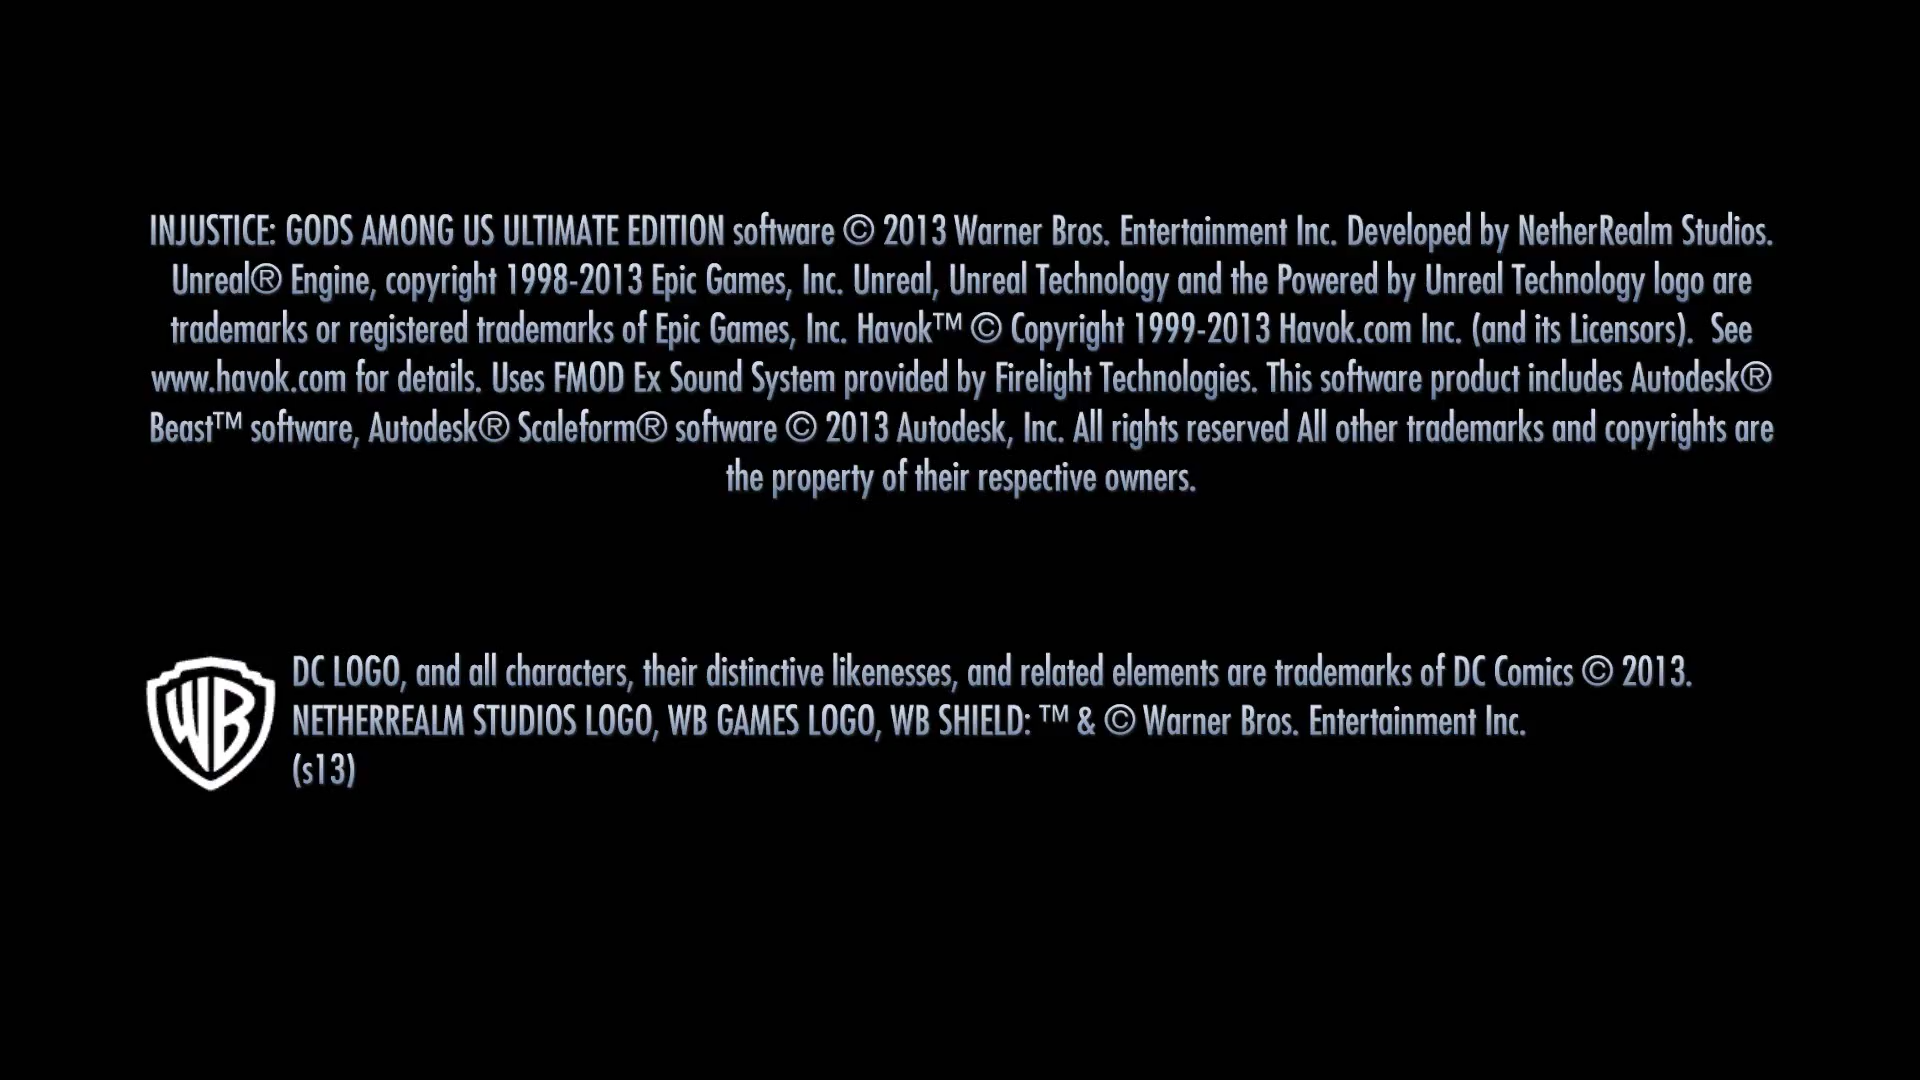 INJUSTICE: GODS AMONG US ULTIMATE EDITION software © 2013 Warner Bros. Entertainment Inc. Developed by NetherRealm Studios.
Unreal® Engine, copyright 1998-2013 Epic Games, Inc. Unreal, Unreal Technology and the Powered by Unreal Technology logo are
trademarks or registered trademarks of Epic Games, Inc. Havok™ © Copyright 1999-2013 Havok.com Inc. (and its Licensors).  See
www.havok.com for details. Uses FMOD Ex Sound System provided by Firelight Technologies. This software product includes Autodesk®
Beast™ software, Autodesk® Scaleform® software © 2013 Autodesk, Inc. All rights reserved All other trademarks and copyrights are
the property of their respective owners.
WB
DC LOGO, and all characters, their distinctive likenesses, and related elements are trademarks of DC Comics © 2013.
NETHERREALM STUDIOS LOGO, WB GAMES LOGO, WB SHIELD: ™ & © Warner Bros. Entertainment Inc.
(s13)